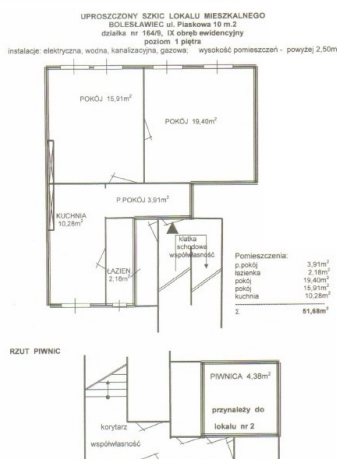 UPROSZCZONY SZKIC LOKALU MIESZKALNEGO
BOLESŁAWIEC ul. Piaskowa 10 m.2
działka nr 164/9, IX obręb ewidencyjny
poziom 1 piętra
instalacje: elektryczna, wodna, kanalizacyjna, gazowa; wysokość pomieszczeń - powyżej 2,50m
POKÓJ 15,91m²
POKÓJ 19,40m²
P.POKÓJ 3,91m²
KUCHNIA
10,28m²
klatka
schodowa
współwłasność
ŁAZIEN.
2,18m²
Pomieszczenia:
p.pokój 3,91m²
łazienka 2,18m²
pokój 19,40m²
pokój 15,91m²
kuchnia 10,28m²
Σ. 51,68m²
RZUT PIWNIC
PIWNICA 4,38m²
przynależy do
lokalu nr 2
korytarz
współwłasność